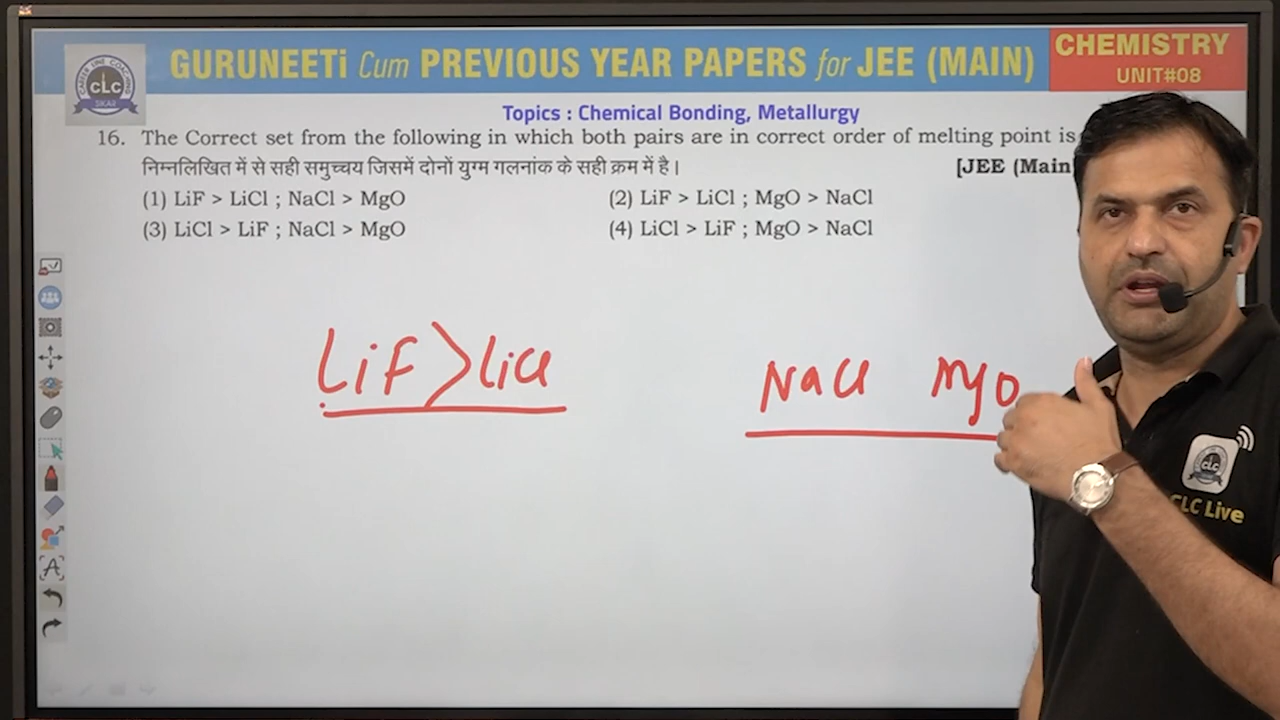 GURUNEETi Cum PREVIOUS YEAR PAPERS for JEE (MAIN)
CHEMISTRY
UNIT#08
CLC
SIKAR
Topics : Chemical Bonding, Metallurgy
16. The Correct set from the following in which both pairs are in correct order of melting point is
निम्नलिखित में से सही समुच्चय जिसमें दोनों युग्म गलनांक के सही क्रम में है।
[JEE (Main
(1) LiF > LiCl ; NaCl > MgO
(2) LiF > LiCl ; MgO > NaCl
(3) LiCl > LiF ; NaCl > MgO
(4) LiCl > LiF ; MgO > NaCl
LiF > LiCl
NaCl MgO
CLC
CLC Live